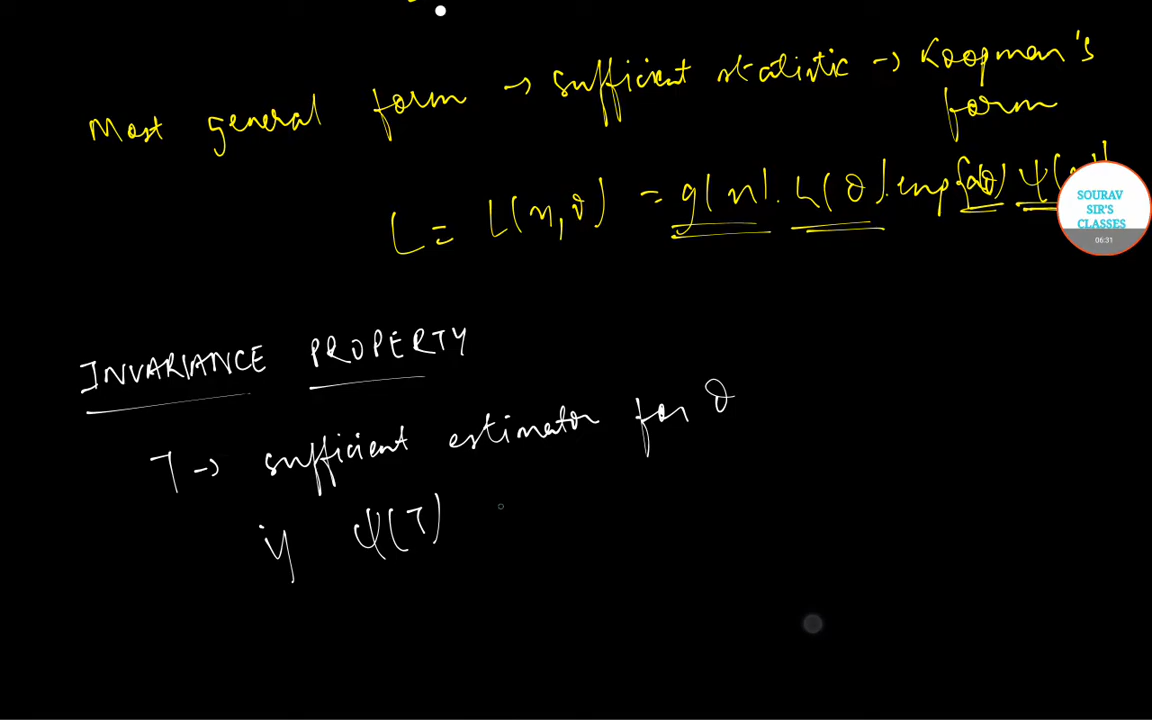 Most general form → sufficient statistic → Koopman's
form
L = L(x, θ) = g(x). h(θ). exp{a(θ) ψ(x)}
SOURAV
SIR'S
CLASSES
06:31
INVARIANCE PROPERTY
T → sufficient estimator for θ
if ψ(T)